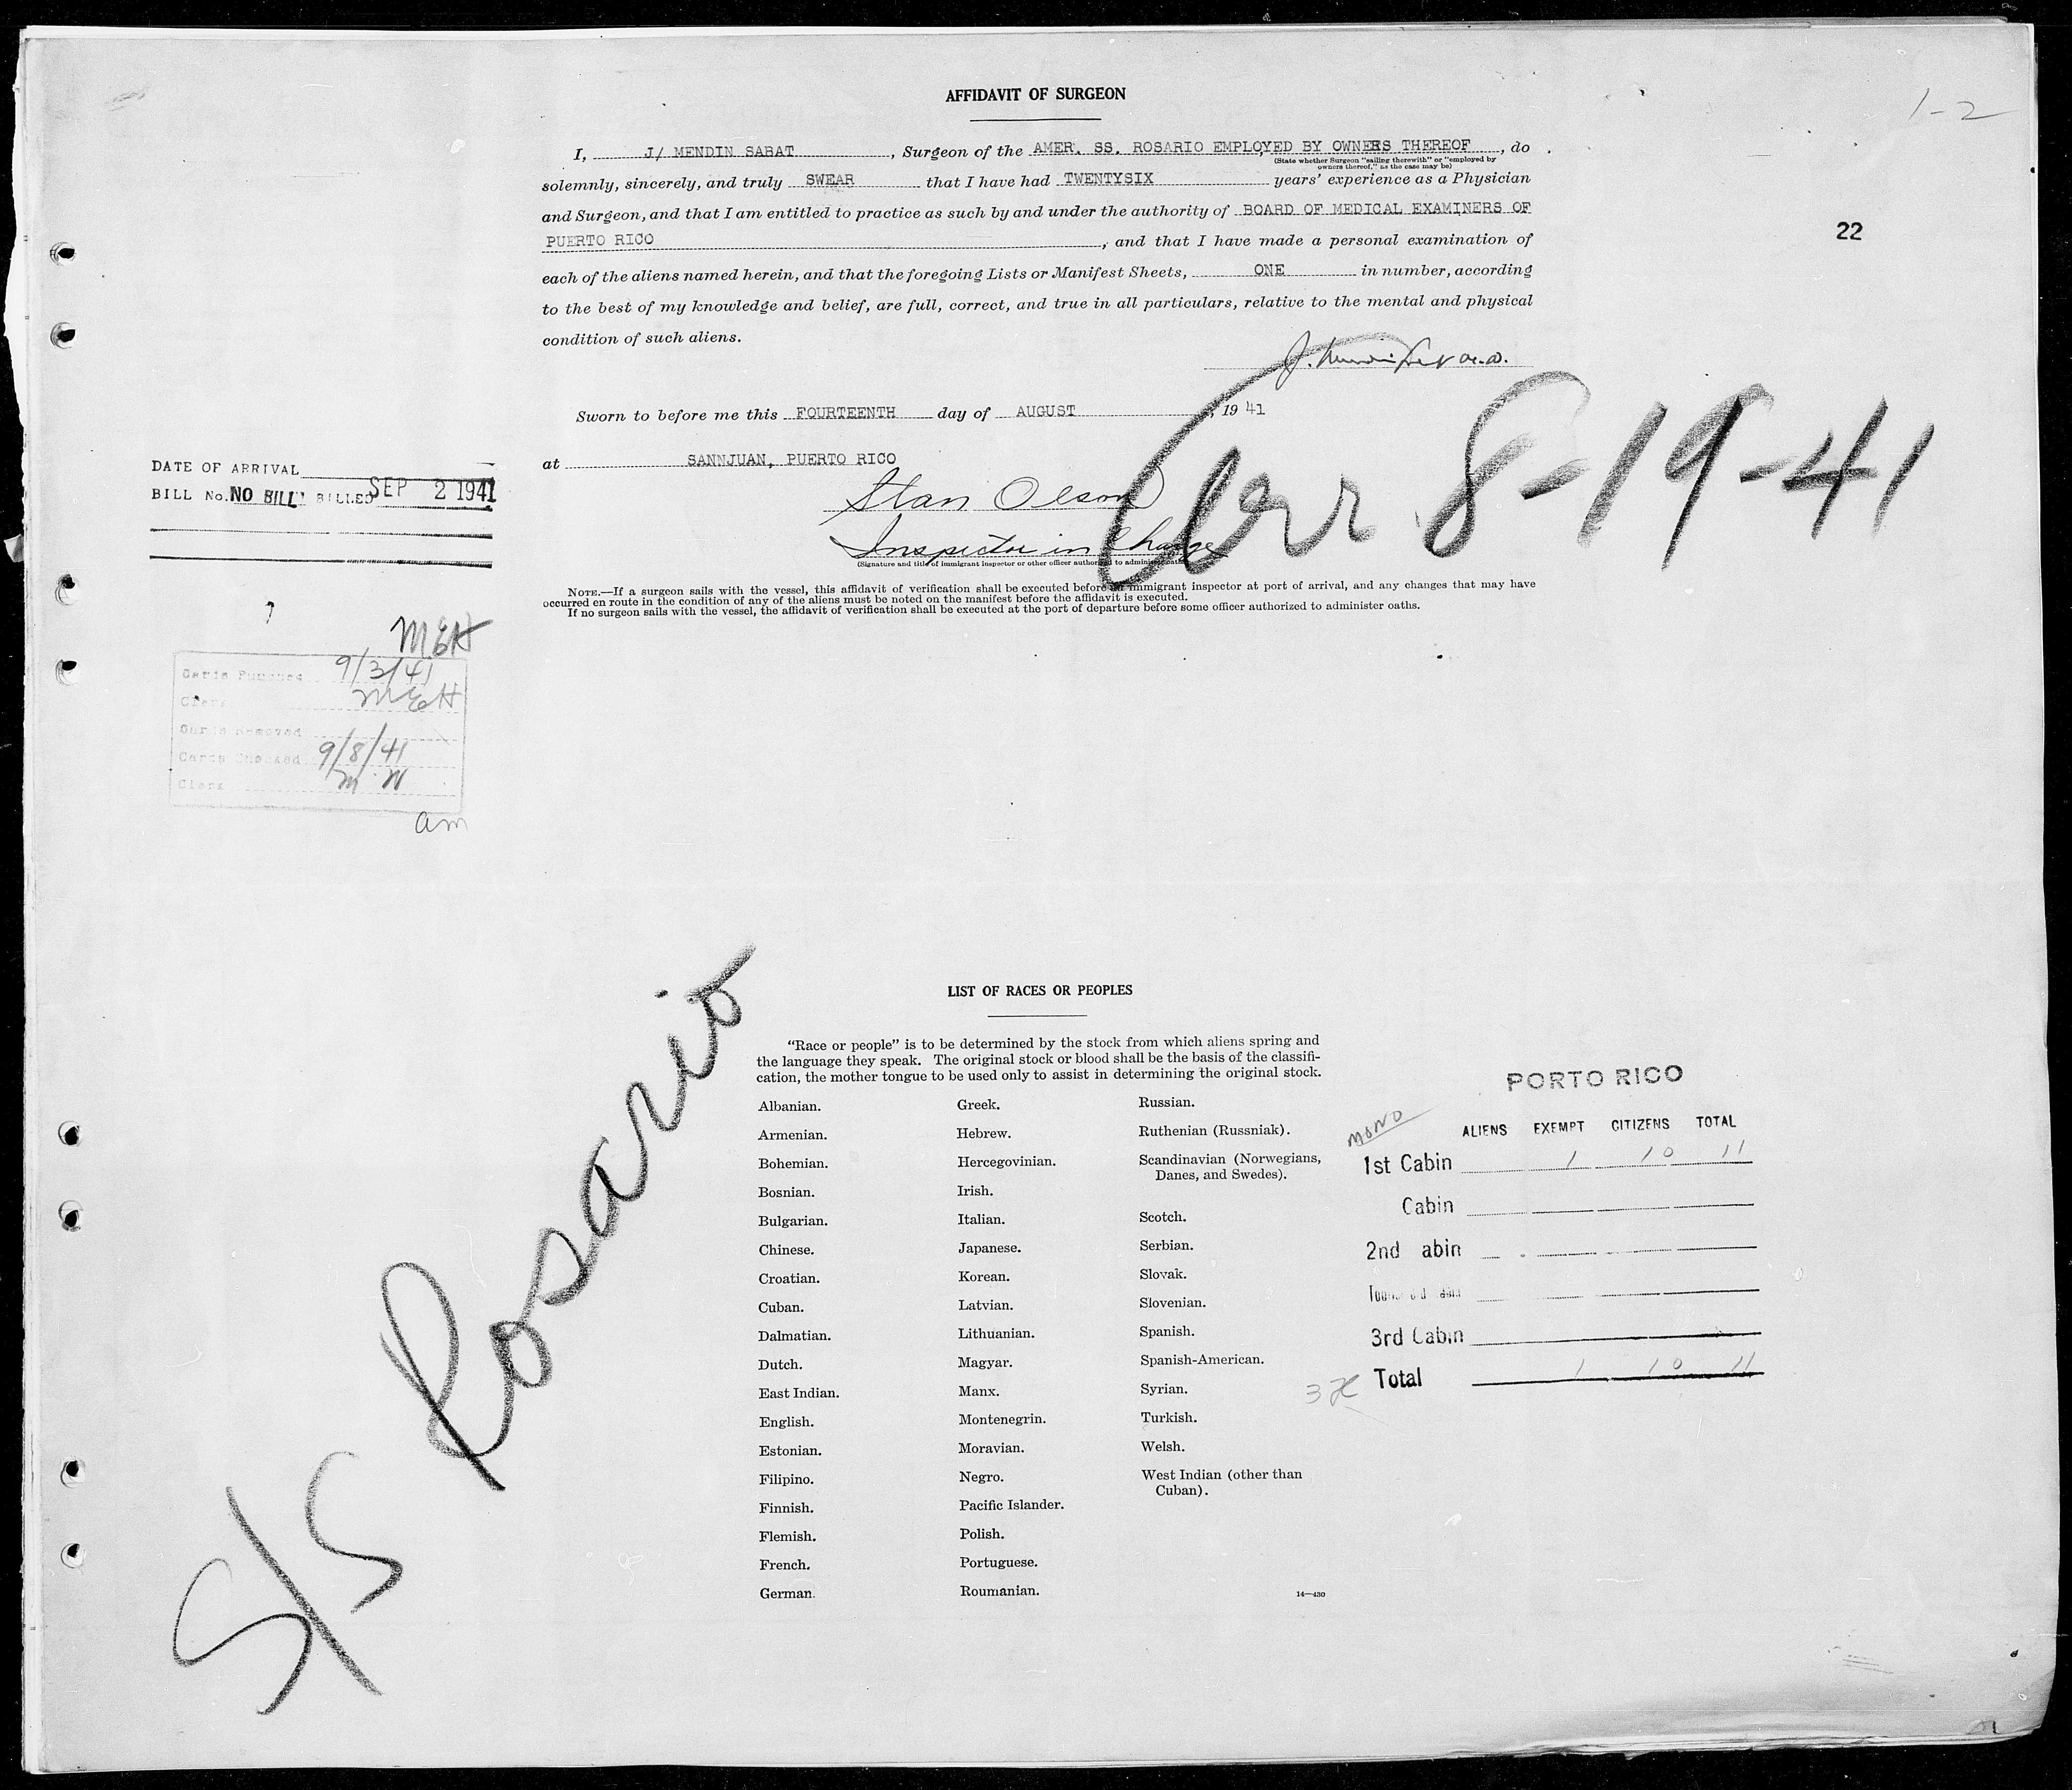 AFFIDAVIT OF SURGEON
1-2
I, J/ MENDIN SABAT, Surgeon of the AMER. SS. ROSARIO EMPLOYED BY OWNERS THEREOF, do
(State whether Surgeon "sailing therewith" or "employed by
owners thereof," as the case may be)
solemnly, sincerely, and truly SWEAR that I have had TWENTYSIX years' experience as a Physician
and Surgeon, and that I am entitled to practice as such by and under the authority of BOARD OF MEDICAL EXAMINERS OF
PUERTO RICO, and that I have made a personal examination of
22
each of the aliens named herein, and that the foregoing Lists or Manifest Sheets, ONE in number, according
to the best of my knowledge and belief, are full, correct, and true in all particulars, relative to the mental and physical
condition of such aliens.
Sworn to before me this FOURTEENTH day of AUGUST, 1941
at SANNJUAN, PUERTO RICO
Stan Olson
Inspector in Charge
(Signature and title of immigrant inspector or other officer authorized to administer oaths)
Arr 8-19-41
NOTE.—If a surgeon sails with the vessel, this affidavit of verification shall be executed before an immigrant inspector at port of arrival, and any changes that may have
occurred en route in the condition of any of the aliens must be noted on the manifest before the affidavit is executed.
If no surgeon sails with the vessel, the affidavit of verification shall be executed at the port of departure before some officer authorized to administer oaths.
DATE OF ARRIVAL
BILL No. NO BILL BILLED SEP 2 1941
MEH
Cards Punched 9/3/41
Clerk MEH
Cards Removed
Cards Checked 9/8/41
Clerk M W
am
S/S Rosario
LIST OF RACES OR PEOPLES
"Race or people" is to be determined by the stock from which aliens spring and
the language they speak. The original stock or blood shall be the basis of the classifi-
cation, the mother tongue to be used only to assist in determining the original stock.
Albanian.
Armenian.
Bohemian.
Bosnian.
Bulgarian.
Chinese.
Croatian.
Cuban.
Dalmatian.
Dutch.
East Indian.
English.
Estonian.
Filipino.
Finnish.
Flemish.
French.
German.
Greek.
Hebrew.
Hercegovinian.
Irish.
Italian.
Japanese.
Korean.
Latvian.
Lithuanian.
Magyar.
Manx.
Montenegrin.
Moravian.
Negro.
Pacific Islander.
Polish.
Portuguese.
Roumanian.
Russian.
Ruthenian (Russniak).
Scandinavian (Norwegians,
Danes, and Swedes).
Scotch.
Serbian.
Slovak.
Slovenian.
Spanish.
Spanish-American.
Syrian.
Turkish.
Welsh.
West Indian (other than
Cuban).
14—430
PORTO RICO
MONO
ALIENS EXEMPT CITIZENS TOTAL
1st Cabin 1 10 11
Cabin
2nd abin
3rd Cabin
Total 1 10 11